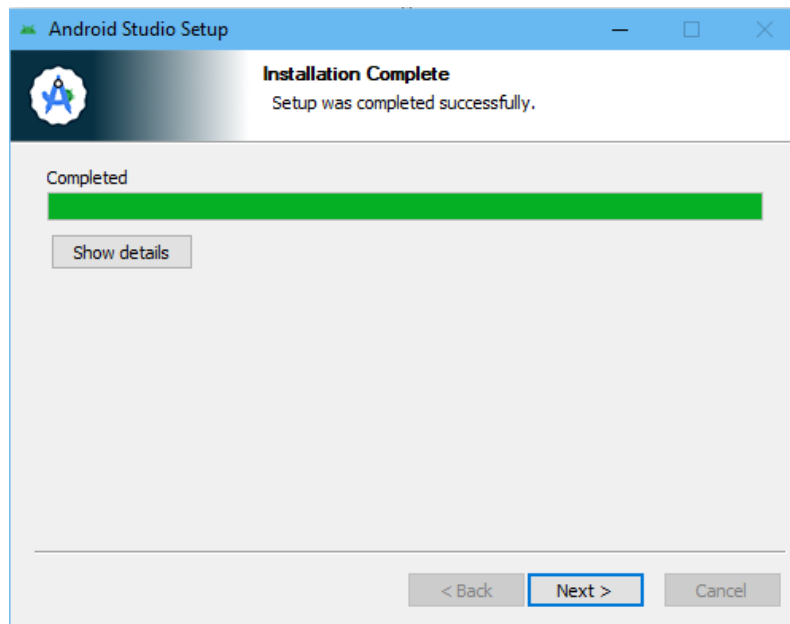 Android Studio Setup
Installation Complete
Setup was completed successfully.
Completed
Show details
< Back
Next >
Cancel